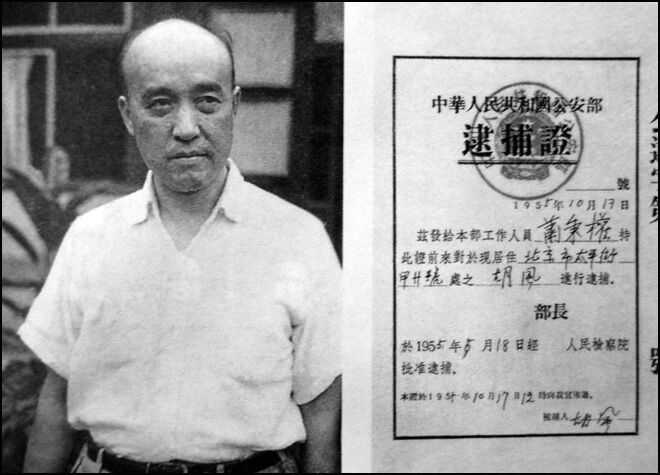 中華人民共和國公安部
逮捕證
號
1955年10月17日
茲發給本部工作人員蕭秉權持
此證前來對於現居住北京市太平街
甲廿號處之胡風進行逮捕。
部長
於1955年5月18日經 人民檢察院
批准逮捕。
本證於1955年10月17日12時向我宣佈過。
被捕人 胡風